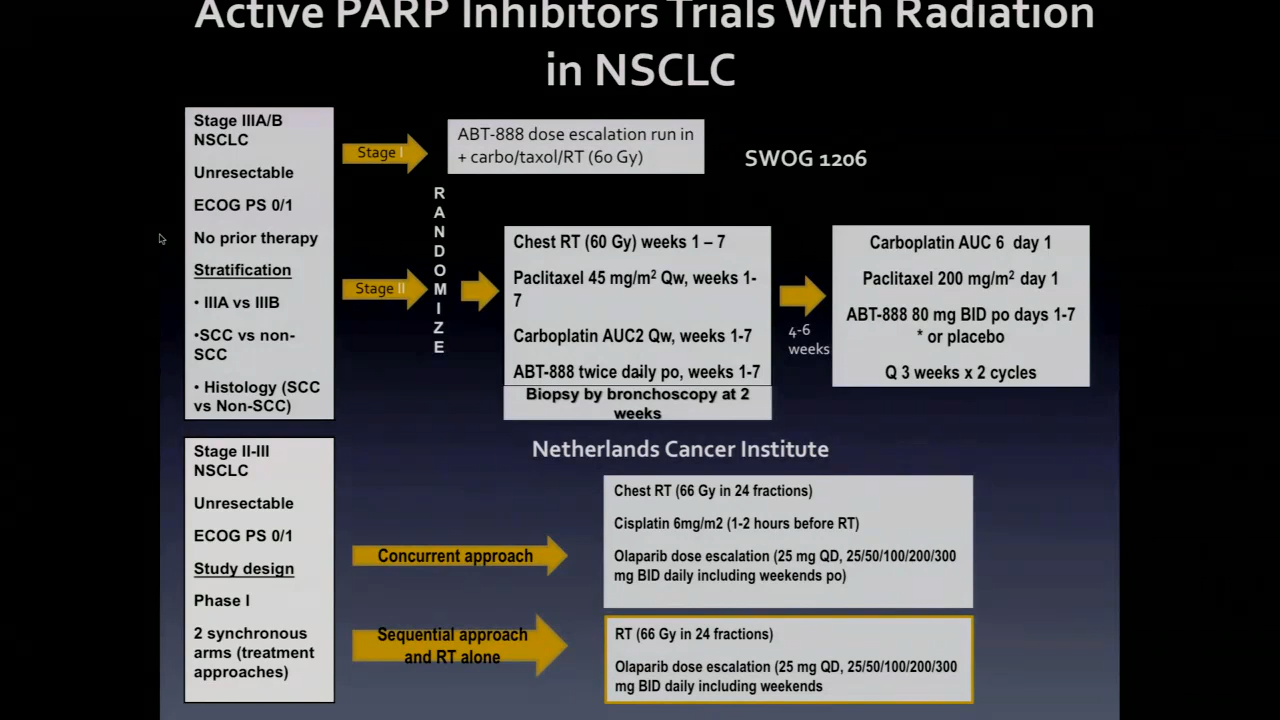 Active PARP Inhibitors Trials With Radiation
in NSCLC
Stage IIIA/B
NSCLC
Unresectable
ECOG PS 0/1
No prior therapy
Stratification
• IIIA vs IIIB
•SCC vs non-
SCC
• Histology (SCC
vs Non-SCC)
Stage I
ABT-888 dose escalation run in
+ carbo/taxol/RT (60 Gy)
SWOG 1206
Stage II
R
A
N
D
O
M
I
Z
E
Chest RT (60 Gy) weeks 1 – 7
Paclitaxel 45 mg/m² Qw, weeks 1-
7
Carboplatin AUC2 Qw, weeks 1-7
ABT-888 twice daily po, weeks 1-7
Biopsy by bronchoscopy at 2
weeks
4-6
weeks
Carboplatin AUC 6 day 1
Paclitaxel 200 mg/m² day 1
ABT-888 80 mg BID po days 1-7
* or placebo
Q 3 weeks x 2 cycles
Netherlands Cancer Institute
Stage II-III
NSCLC
Unresectable
ECOG PS 0/1
Study design
Phase I
2 synchronous
arms (treatment
approaches)
Concurrent approach
Chest RT (66 Gy in 24 fractions)
Cisplatin 6mg/m2 (1-2 hours before RT)
Olaparib dose escalation (25 mg QD, 25/50/100/200/300
mg BID daily including weekends po)
Sequential approach
and RT alone
RT (66 Gy in 24 fractions)
Olaparib dose escalation (25 mg QD, 25/50/100/200/300
mg BID daily including weekends